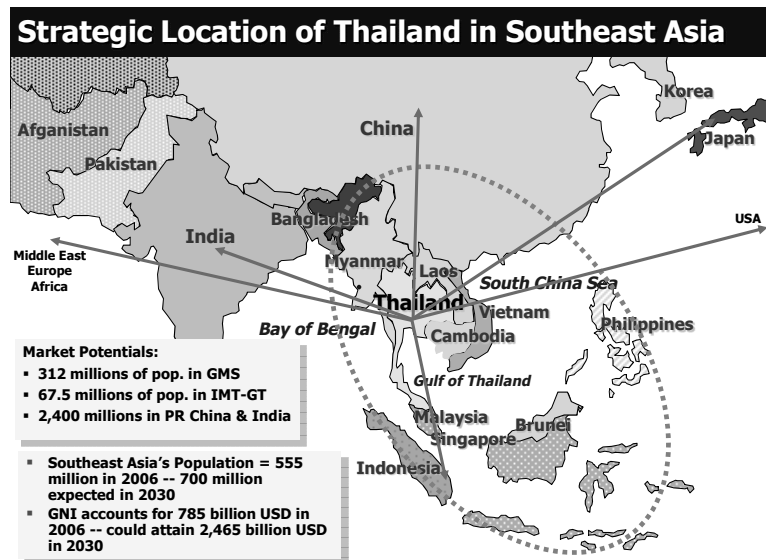 Strategic Location of Thailand in Southeast Asia
Korea
Afganistan
China
Japan
Pakistan
Bangladesh
USA
India
Middle East
Europe
Africa
Myanmar
Laos
South China Sea
Thailand
Vietnam
Philippines
Bay of Bengal
Cambodia
Market Potentials:
▪ 312 millions of pop. in GMS
▪ 67.5 millions of pop. in IMT-GT
▪ 2,400 millions in PR China & India
Gulf of Thailand
Malaysia
Brunei
Singapore
Indonesia
▪ Southeast Asia's Population = 555
million in 2006 -- 700 million
expected in 2030
▪ GNI accounts for 785 billion USD in
2006 -- could attain 2,465 billion USD
in 2030